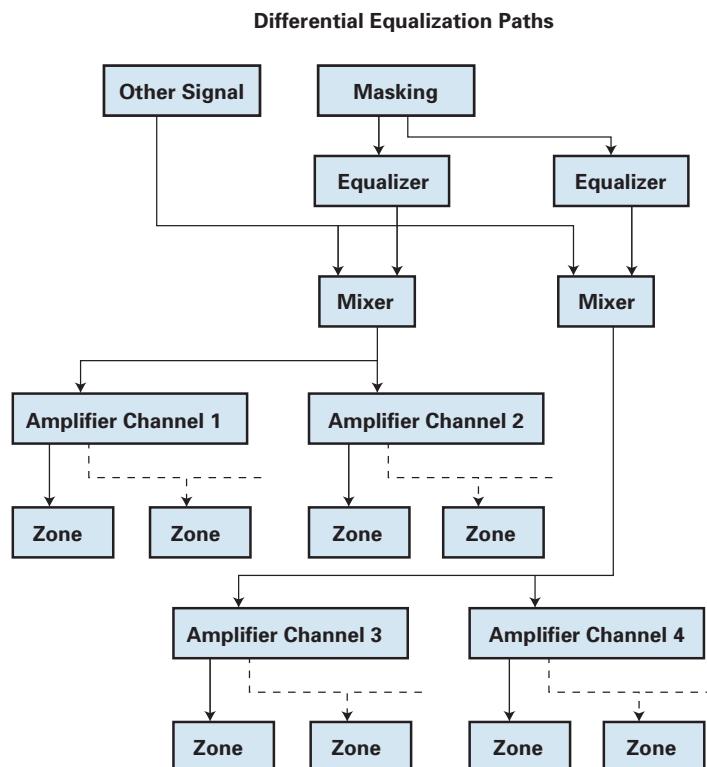 Differential Equalization Paths
Other Signal
Masking
Equalizer
Equalizer
Mixer
Mixer
Amplifier Channel 1
Amplifier Channel 2
Zone
Zone
Zone
Zone
Amplifier Channel 3
Amplifier Channel 4
Zone
Zone
Zone
Zone